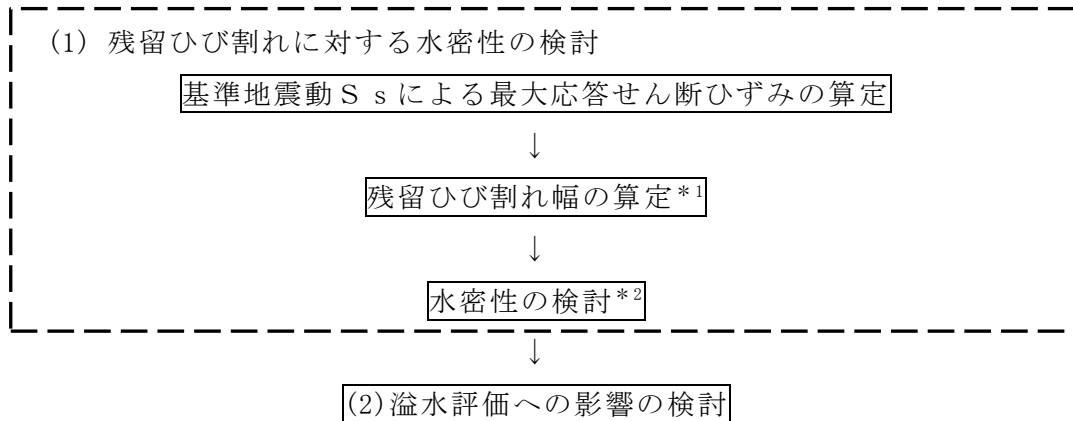 (1) 残留ひび割れに対する水密性の検討
基準地震動Ｓｓによる最大応答せん断ひずみの算定
↓
残留ひび割れ幅の算定*1
↓
水密性の検討*2
↓
(2)溢水評価への影響の検討